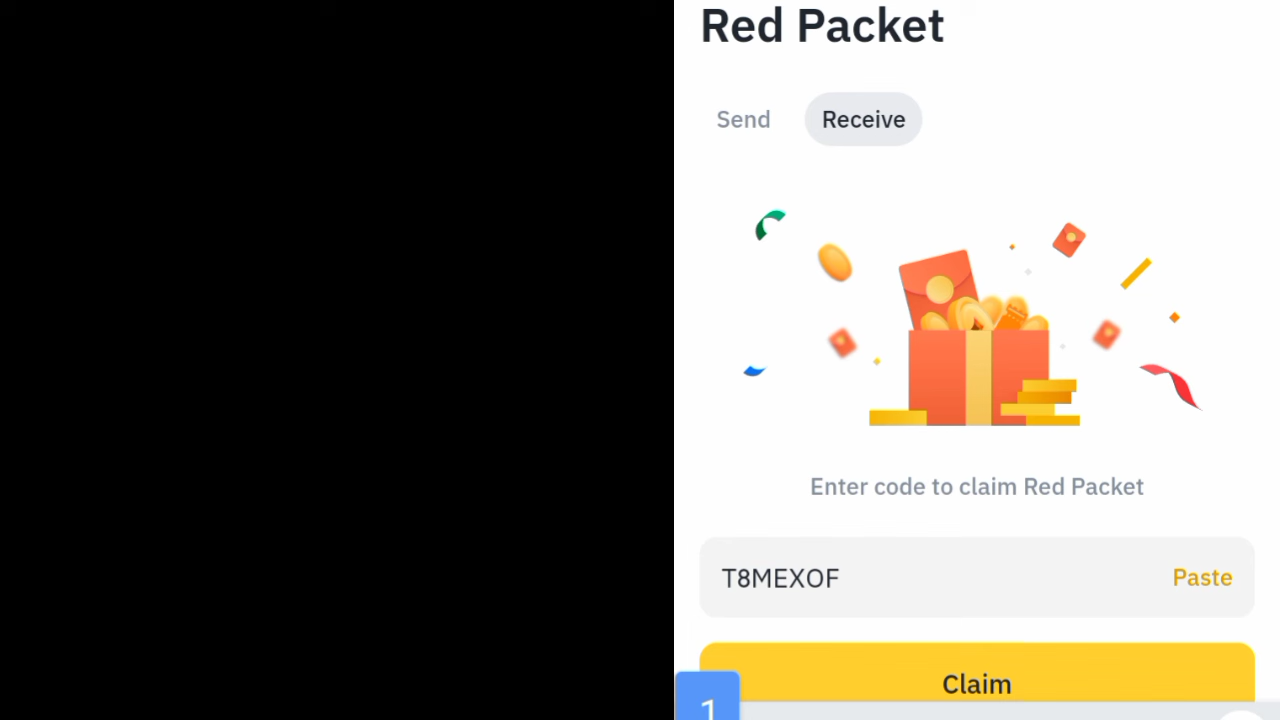 Red Packet
Send
Receive
Enter code to claim Red Packet
T8MEXOF
Paste
Claim
1